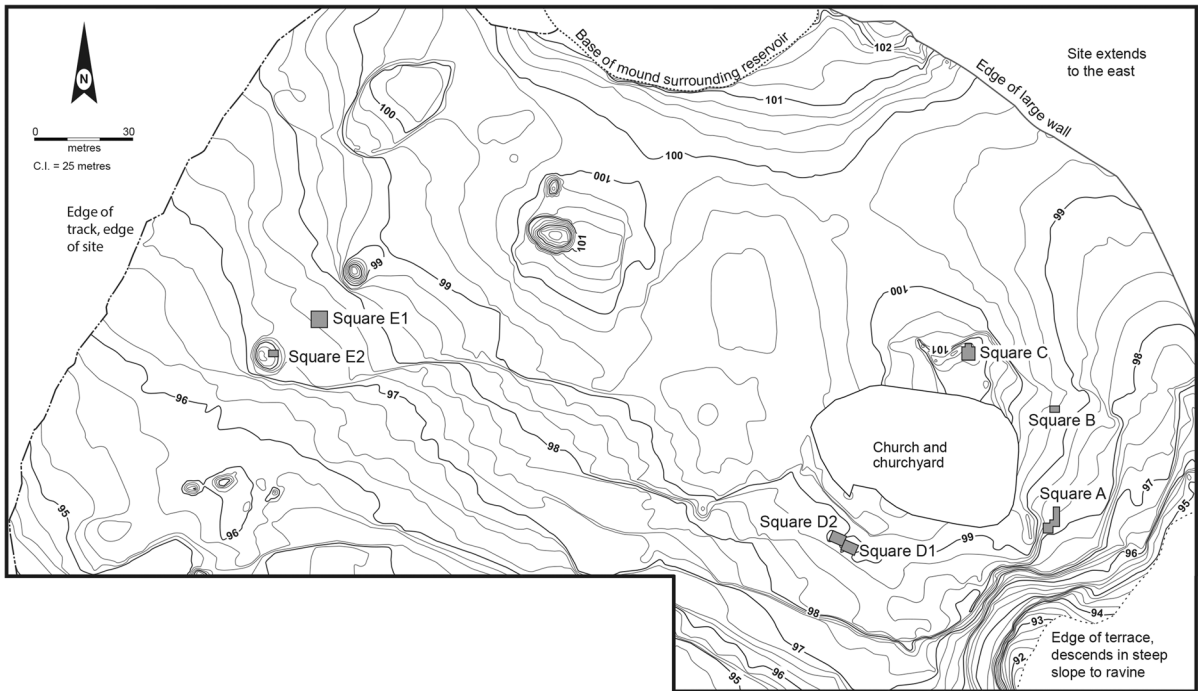 102
Base of mound surrounding reservoir
Site extends
to the east
N
Edge of large wall
101
100
0 30
metres
C.I. = 25 metres
100
100
Edge of
track, edge
of site
99
101
99
99
100
Square E1
98
Square E2
101
Square C
96
97
Square B
98
Church and
churchyard
97
Square A
95
95
Square D2
96
Square D1
99
96
98
94
93
97
92
Edge of terrace,
descends in steep
slope to ravine
96
95